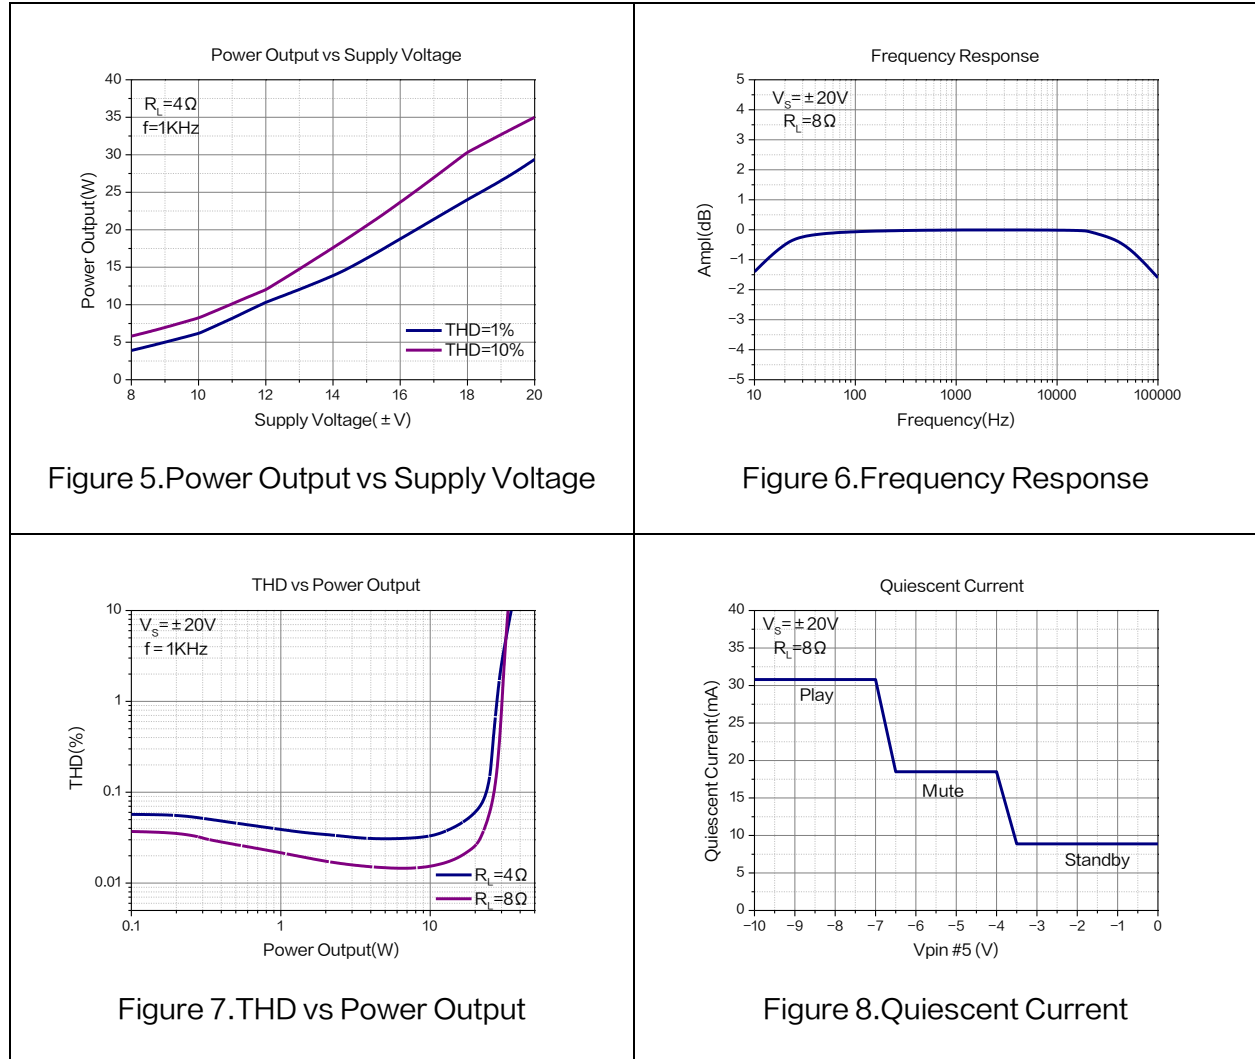 Power Output vs Supply Voltage
40
35
30
25
20
15
10
5
0
Power Output(W)
R_L=4Ω
f=1KHz
THD=1%
THD=10%
8 10 12 14 16 18 20
Supply Voltage(±V)
Figure 5.Power Output vs Supply Voltage
Frequency Response
5
4
3
2
1
0
−1
−2
−3
−4
−5
Ampl(dB)
V_S=±20V
R_L=8Ω
10 100 1000 10000 100000
Frequency(Hz)
Figure 6.Frequency Response
THD vs Power Output
10
1
0.1
0.01
THD(%)
V_S=±20V
f=1KHz
R_L=4Ω
R_L=8Ω
0.1 1 10
Power Output(W)
Figure 7.THD vs Power Output
Quiescent Current
40
35
30
25
20
15
10
5
0
Quiescent Current(mA)
V_S=±20V
R_L=8Ω
Play
Mute
Standby
−10 −9 −8 −7 −6 −5 −4 −3 −2 −1 0
Vpin #5 (V)
Figure 8.Quiescent Current